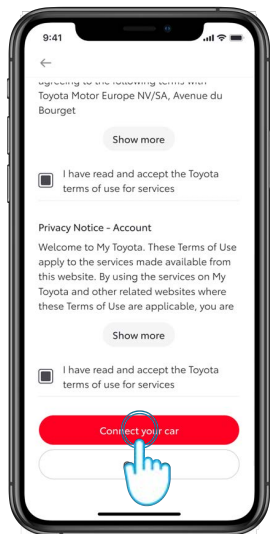 9:41
agreeing to the following terms with
Toyota Motor Europe NV/SA, Avenue du
Bourget
Show more
I have read and accept the Toyota
terms of use for services
Privacy Notice - Account
Welcome to My Toyota. These Terms of Use
apply to the services made available from
this website. By using the services on My
Toyota and other related websites where
these Terms of Use are applicable, you are
Show more
I have read and accept the Toyota
terms of use for services
Connect your car